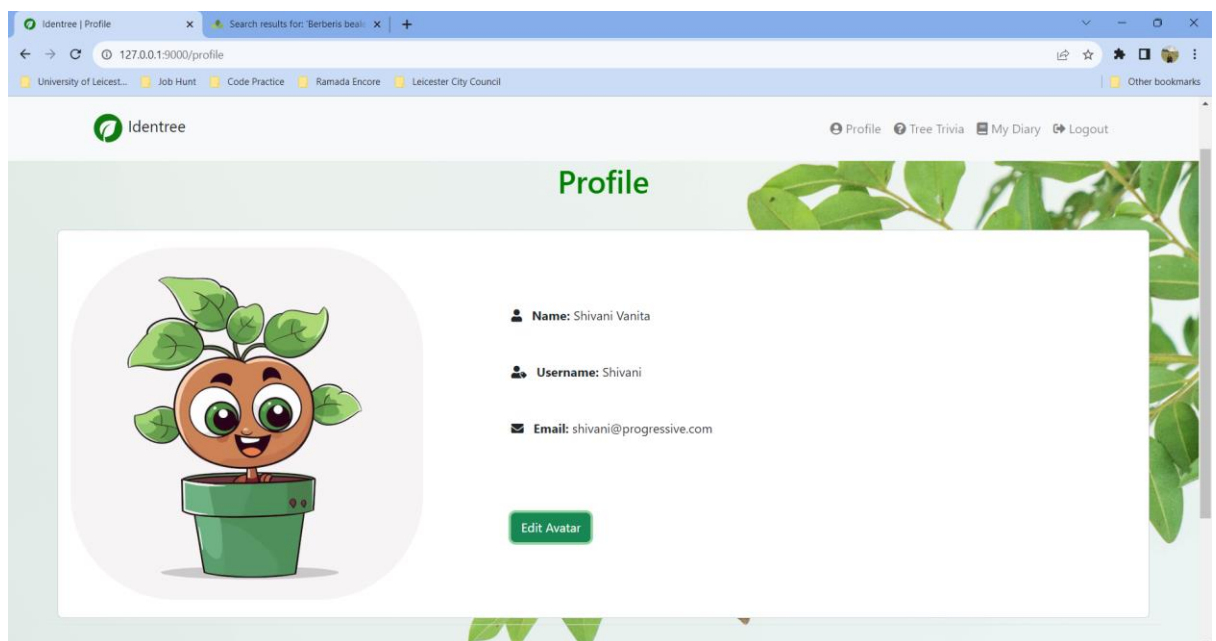 Identree | Profile
Search results for: 'Berberis beale
127.0.0.1:9000/profile
University of Leicest... Job Hunt Code Practice Ramada Encore Leicester City Council Other bookmarks
Identree Profile Tree Trivia My Diary Logout
Profile
Name: Shivani Vanita
Username: Shivani
Email: shivani@progressive.com
Edit Avatar